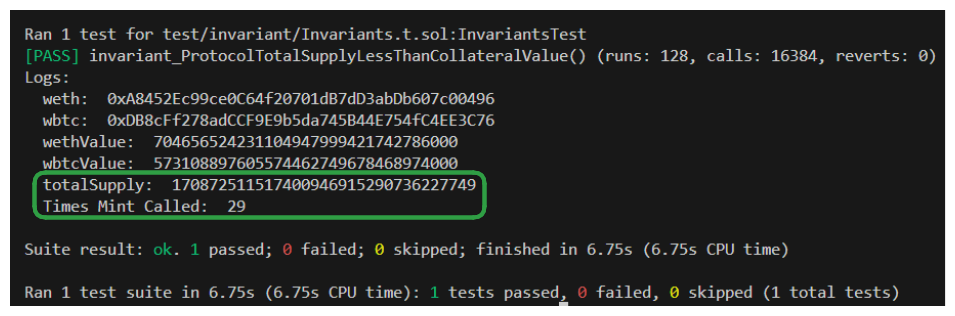 Ran 1 test for test/invariant/Invariants.t.sol:InvariantsTest
[PASS] invariant_ProtocolTotalSupplyLessThanCollateralValue() (runs: 128, calls: 16384, reverts: 0)
Logs:
weth: 0xA8452Ec99ce0C64f20701dB7dD3abDb607c00496
wbtc: 0xDB8cFf278adCCF9E9b5da745B44E754fC4EE3C76
wethValue: 704656524231104947999421742786000
wbtcValue: 573108897605574462749678468974000
totalSupply: 170872511517400946915290736227749
Times Mint Called: 29
Suite result: ok. 1 passed; 0 failed; 0 skipped; finished in 6.75s (6.75s CPU time)
Ran 1 test suite in 6.75s (6.75s CPU time): 1 tests passed, 0 failed, 0 skipped (1 total tests)